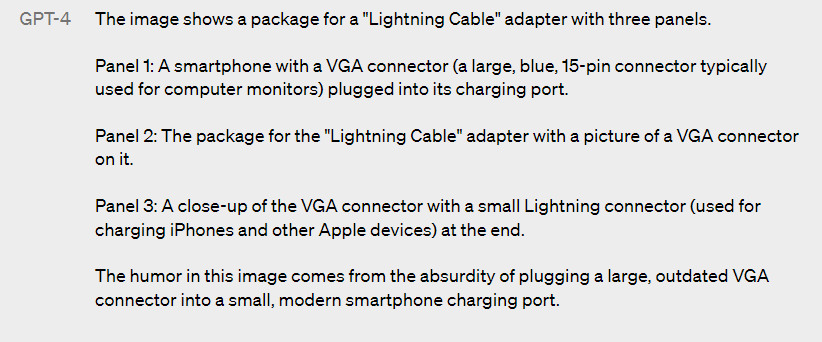 GPT-4 The image shows a package for a "Lightning Cable" adapter with three panels.
Panel 1: A smartphone with a VGA connector (a large, blue, 15-pin connector typically
used for computer monitors) plugged into its charging port.
Panel 2: The package for the "Lightning Cable" adapter with a picture of a VGA connector
on it.
Panel 3: A close-up of the VGA connector with a small Lightning connector (used for
charging iPhones and other Apple devices) at the end.
The humor in this image comes from the absurdity of plugging a large, outdated VGA
connector into a small, modern smartphone charging port.